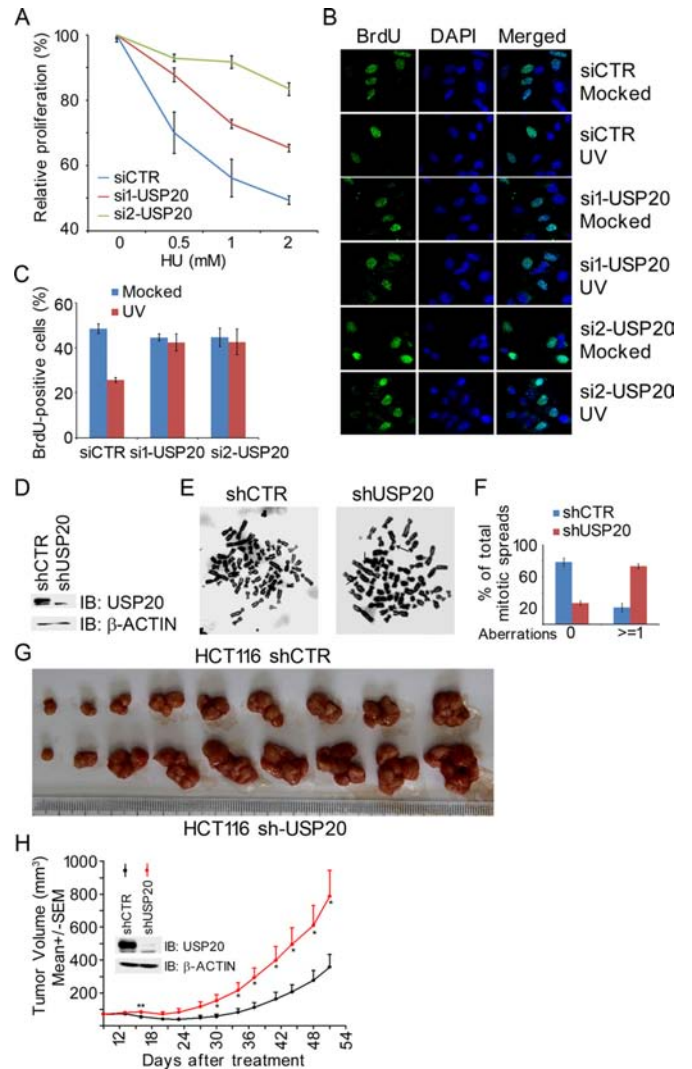 A
Relative proliferation (%)
100
80
60
40
siCTR
si1-USP20
si2-USP20
0 0.5 1 2
HU (mM)
B
BrdU DAPI Merged
siCTR
Mocked
siCTR
UV
si1-USP20
Mocked
si1-USP20
UV
si2-USP20
Mocked
si2-USP20
UV
C
BrdU-positive cells (%)
60
40
20
0
Mocked
UV
siCTR si1-USP20 si2-USP20
D
shCTR
shUSP20
IB: USP20
IB: β-ACTIN
E
shCTR shUSP20
F
shCTR
shUSP20
% of total
mitotic spreads
80
60
40
20
Aberrations 0 >=1
G
HCT116 shCTR
HCT116 sh-USP20
H
Tumor Volume (mm³)
Mean+/-SEM
1000
800
600
400
200
shCTR
shUSP20
IB: USP20
IB: β-ACTIN
**
* * * * * * * *
9 12 18 24 30 36 42 48 54
Days after treatment